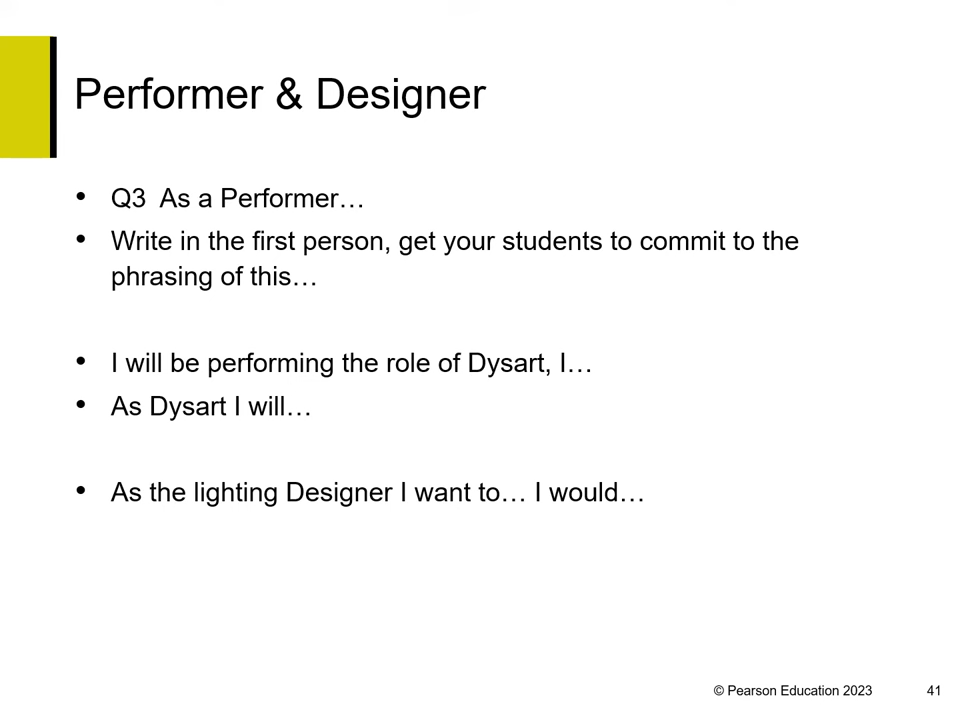 Performer & Designer
• Q3 As a Performer…
• Write in the first person, get your students to commit to the
phrasing of this…
• I will be performing the role of Dysart, I…
• As Dysart I will…
• As the lighting Designer I want to… I would…
© Pearson Education 2023 41